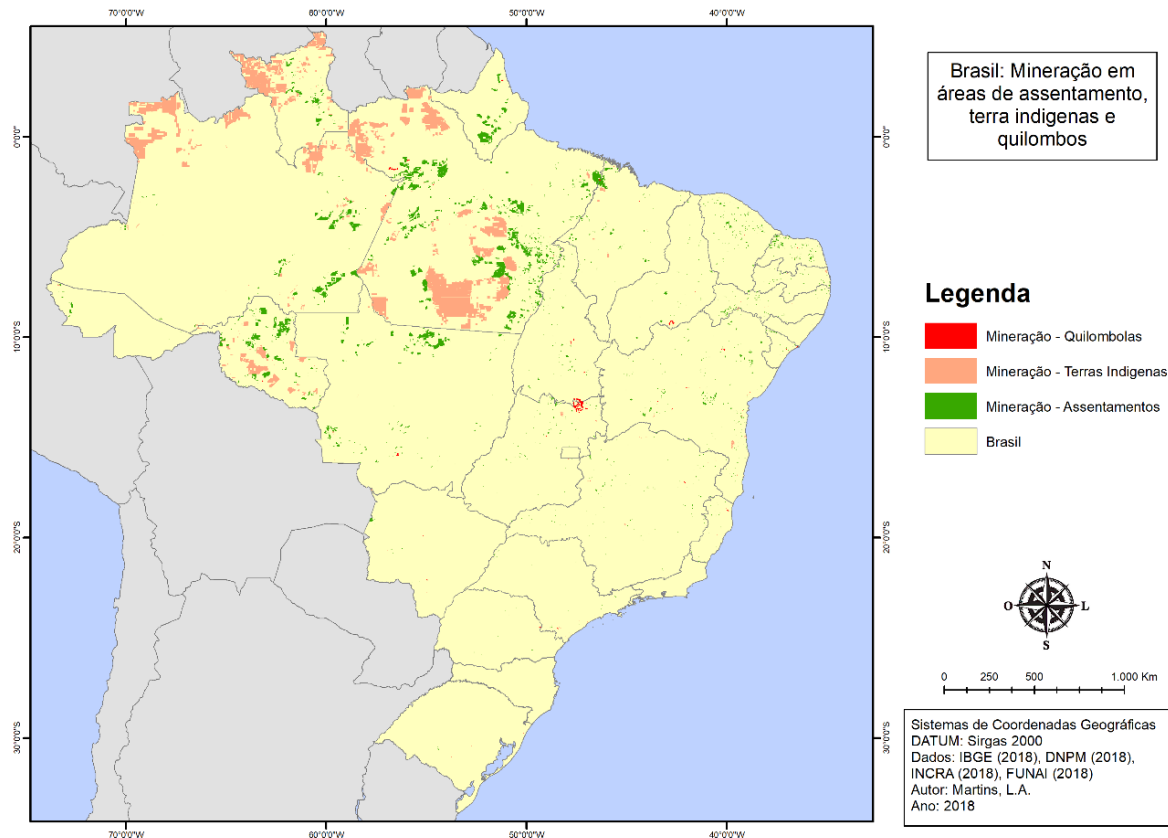 70°0'0"W
60°0'0"W
50°0'0"W
40°0'0"W
0°0'0"
10°0'0"S
20°0'0"S
30°0'0"S
0°0'0"
10°0'0"S
20°0'0"S
30°0'0"S
70°0'0"W
60°0'0"W
50°0'0"W
40°0'0"W
Brasil: Mineração em
áreas de assentamento,
terra indigenas e
quilombos
Legenda
Mineração - Quilombolas
Mineração - Terras Indigenas
Mineração - Assentamentos
Brasil
N
O
L
S
0 250 500 1.000 Km
Sistemas de Coordenadas Geográficas
DATUM: Sirgas 2000
Dados: IBGE (2018), DNPM (2018),
INCRA (2018), FUNAI (2018)
Autor: Martins, L.A.
Ano: 2018